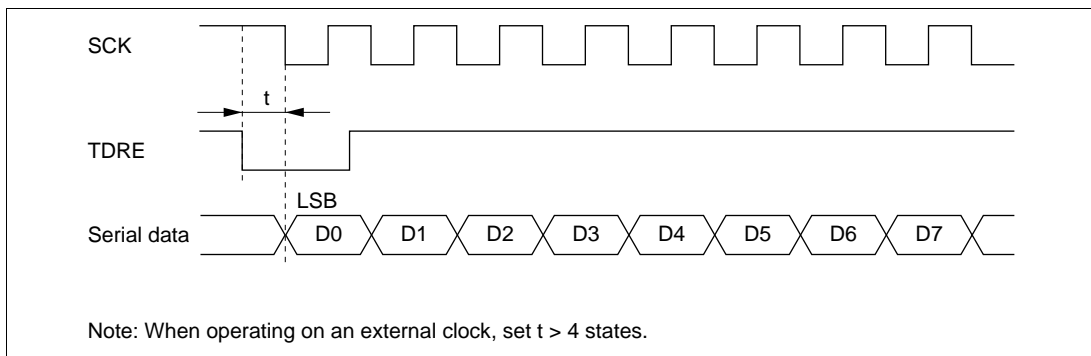 SCK
t
TDRE
LSB
Serial data D0 D1 D2 D3 D4 D5 D6 D7
Note: When operating on an external clock, set t > 4 states.